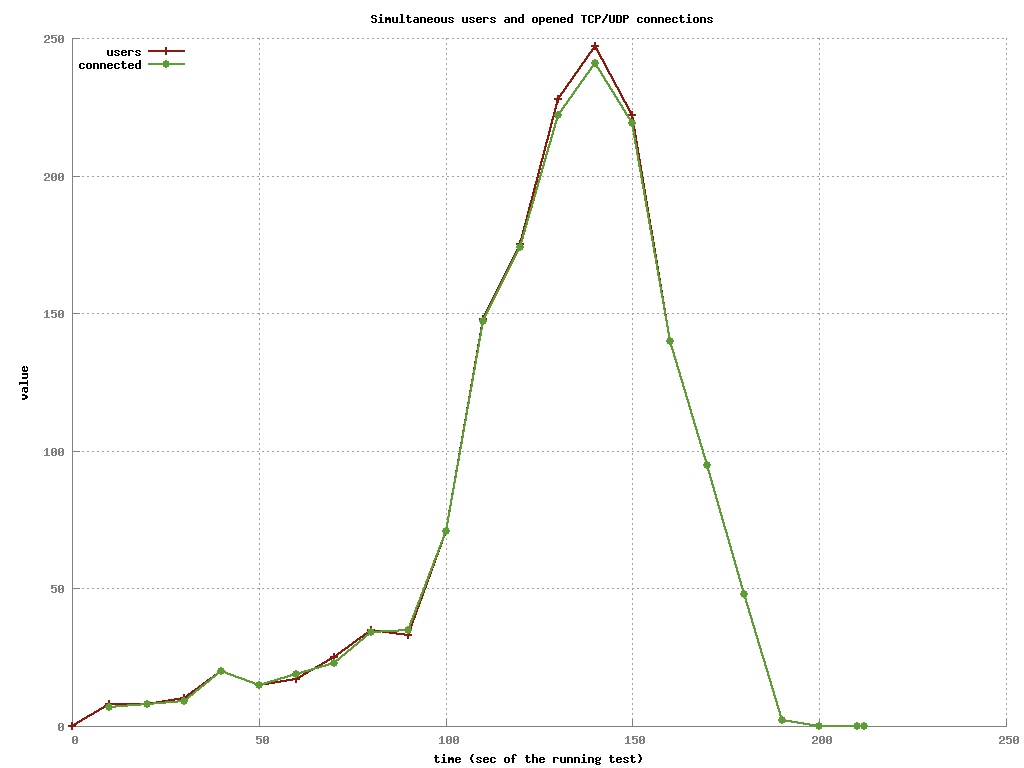 Simultaneous users and opened TCP/UDP connections
250
users
connected
200
150
value
100
50
0
0 50 100 150 200 250
time (sec of the running test)